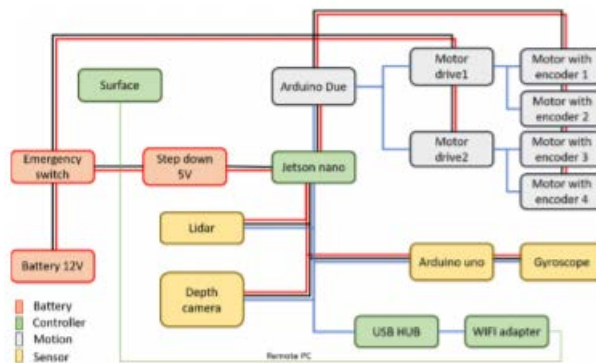 Surface
Arduino Due
Motor
drive1
Motor with
encoder 1
Motor with
encoder 2
Emergency
switch
Step down
5V
Jetson nano
Motor
drive2
Motor with
encoder 3
Motor with
encoder 4
Lidar
Battery 12V
Depth
camera
Arduino uno
Gyroscope
USB HUB
WIFI adapter
Battery
Controller
Motion
Sensor
Remote PC